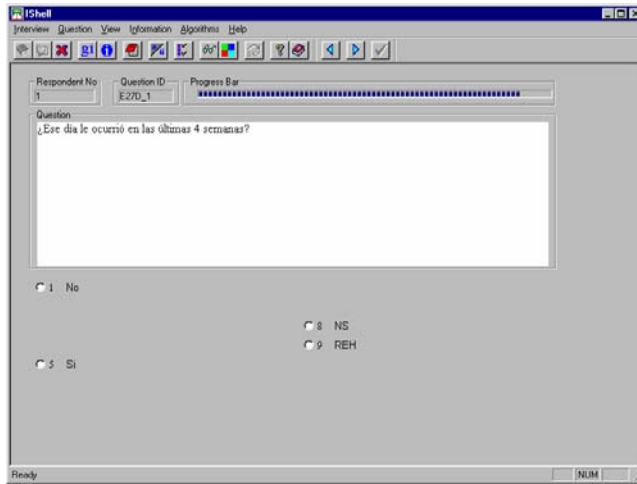 IShell
Interview Question View Information Algorithms Help
Respondent No Question ID Progress Bar
1 E27D_1
Question
¿Ese día le ocurrió en las últimas 4 semanas?
1 No
8 NS
9 REH
5 Si
Ready NUM